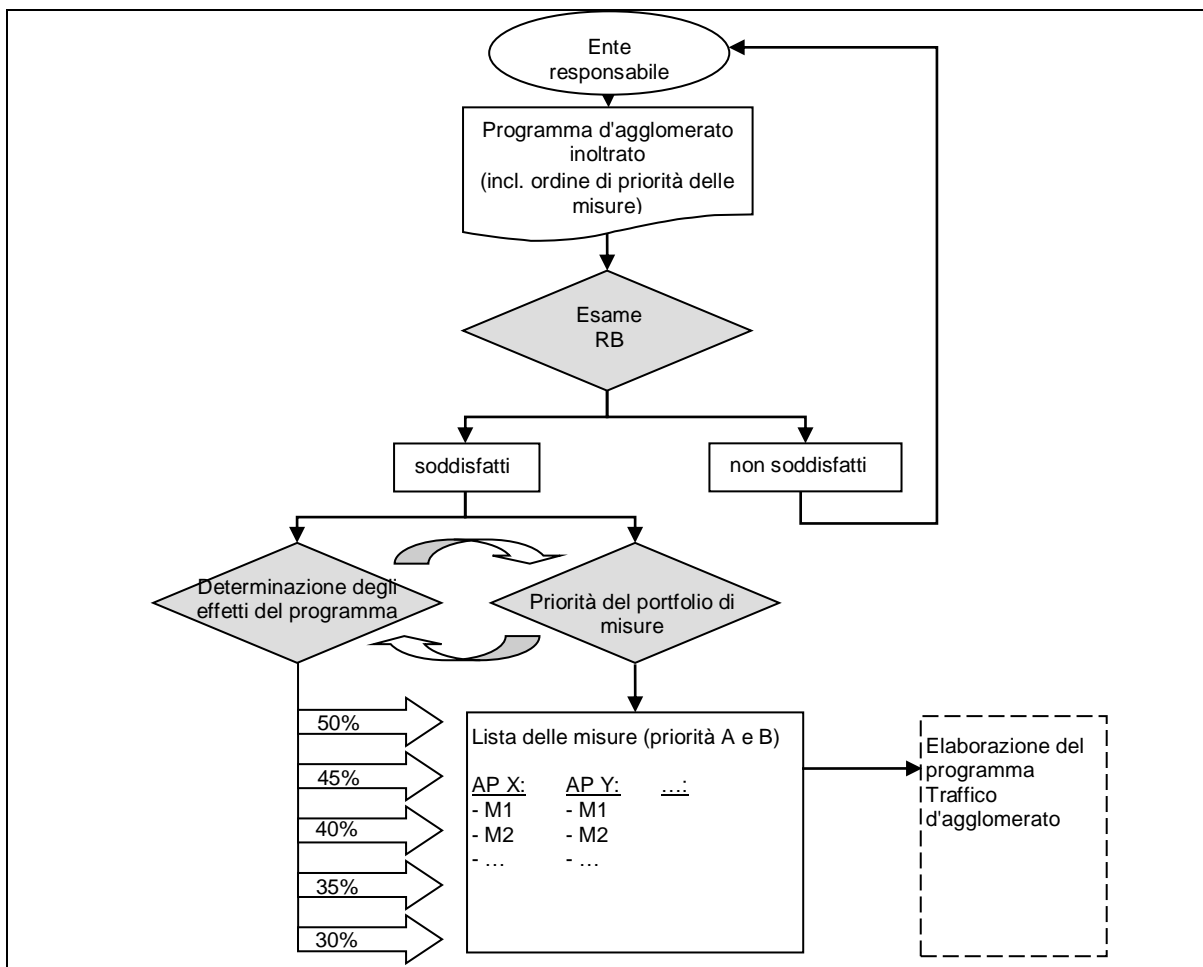 Ente
responsabile
Programma d'agglomerato
inoltrato
(incl. ordine di priorità delle
misure)
Esame
RB
soddisfatti
non soddisfatti
Determinazione degli
effetti del programma
Priorità del portfolio di
misure
50%
45%
40%
35%
30%
Lista delle misure (priorità A e B)
AP X: AP Y: …:
- M1 - M1
- M2 - M2
- … - …
Elaborazione del
programma
Traffico
d'agglomerato